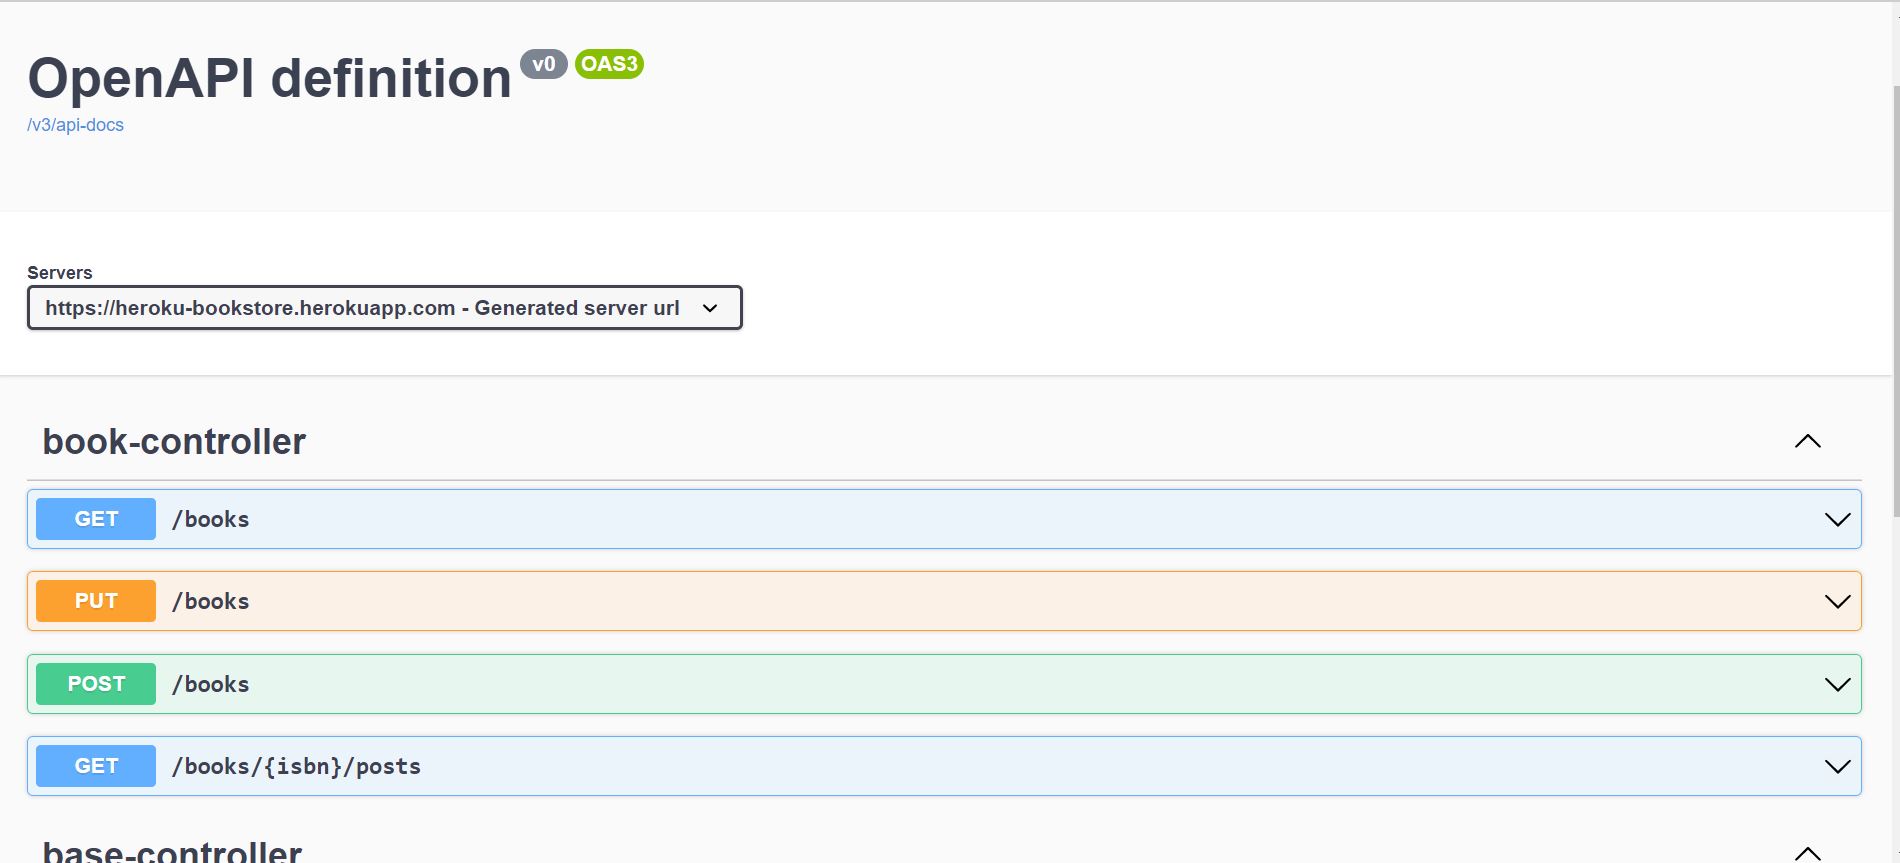 OpenAPI definition v0 OAS3
/v3/api-docs
Servers
https://heroku-bookstore.herokuapp.com - Generated server url
book-controller
GET /books
PUT /books
POST /books
GET /books/{isbn}/posts
base-controller